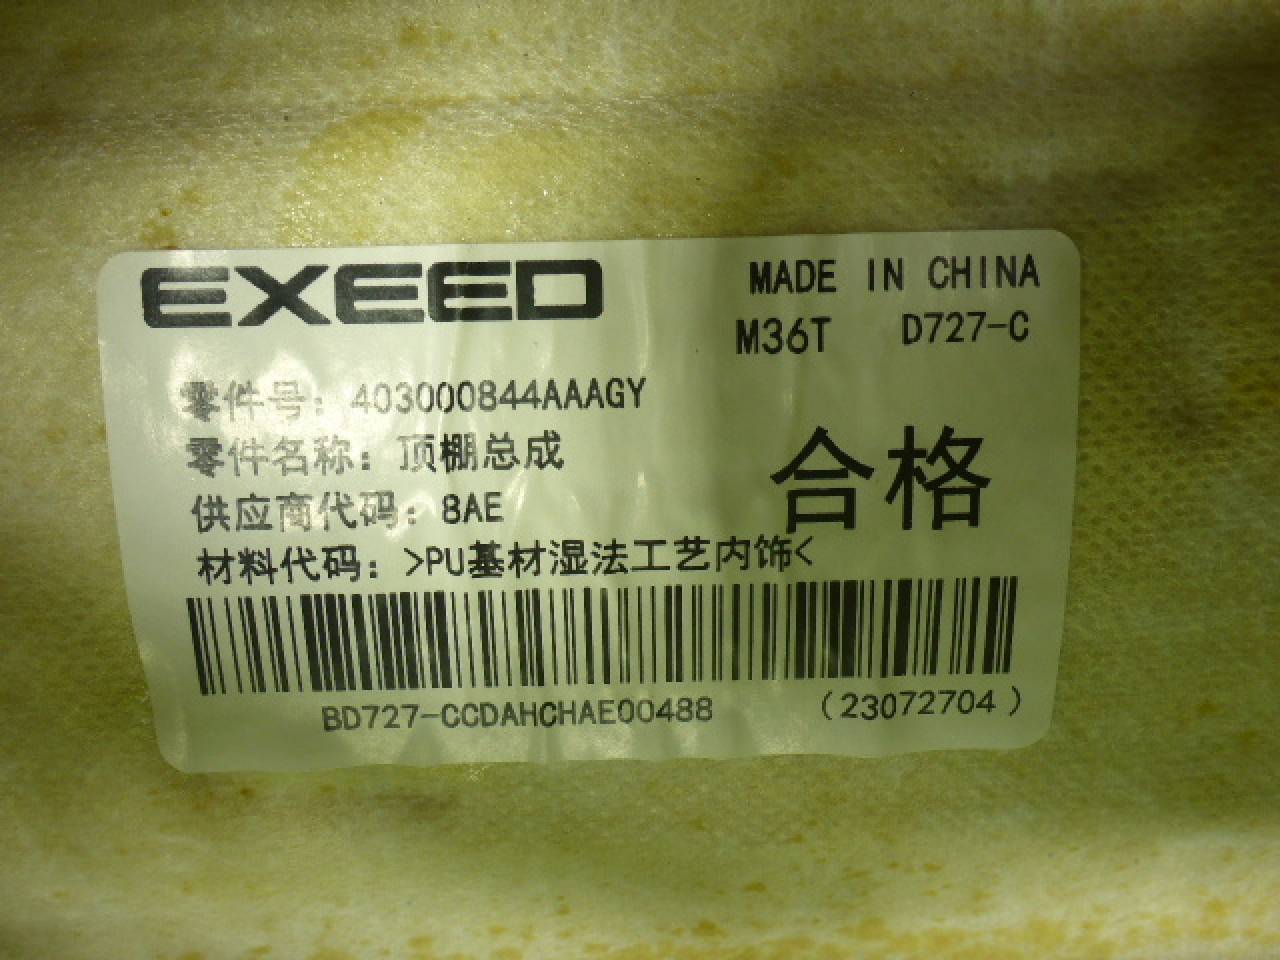 EXEED
MADE IN CHINA
M36T D727-C
零件号: 403000844AAAGY
零件名称: 顶棚总成
供应商代码: 8AE
合格
材料代码: >PU基材湿法工艺内饰<
BD727-CCDAHCHAE00488 (23072704)